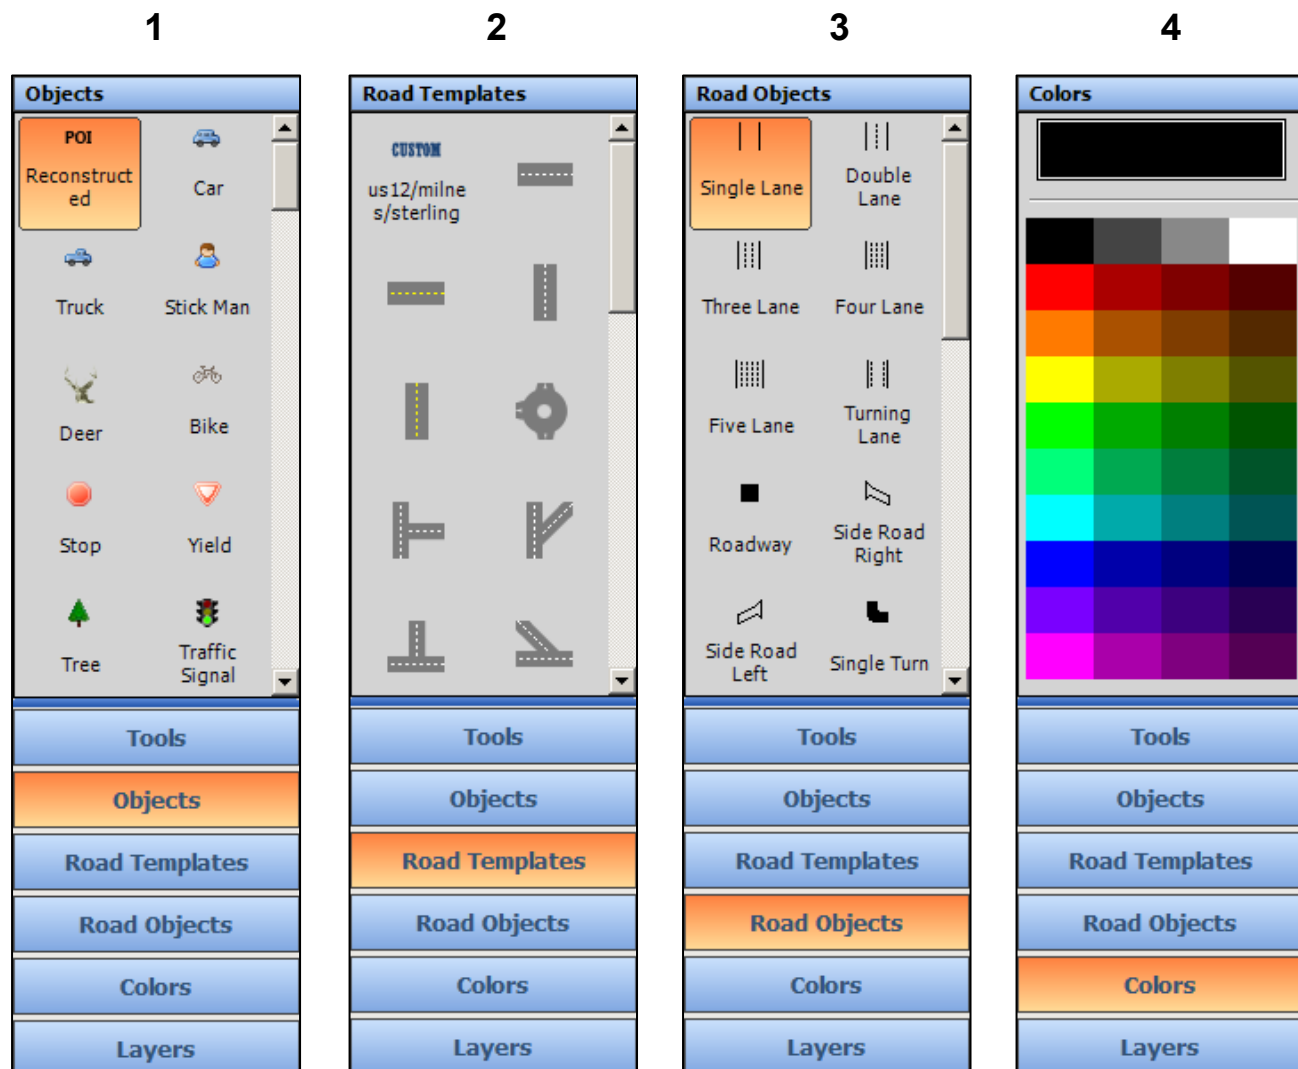 1
2
3
4
Objects
POI
Reconstruct
ed
Car
Truck
Stick Man
Deer
Bike
Stop
Yield
Tree
Traffic
Signal
Tools
Objects
Road Templates
Road Objects
Colors
Layers
Road Templates
CUSTOM
us12/milne
s/sterling
Tools
Objects
Road Templates
Road Objects
Colors
Layers
Road Objects
Single Lane
Double
Lane
Three Lane
Four Lane
Five Lane
Turning
Lane
Roadway
Side Road
Right
Side Road
Left
Single Turn
Tools
Objects
Road Templates
Road Objects
Colors
Layers
Colors
Tools
Objects
Road Templates
Road Objects
Colors
Layers